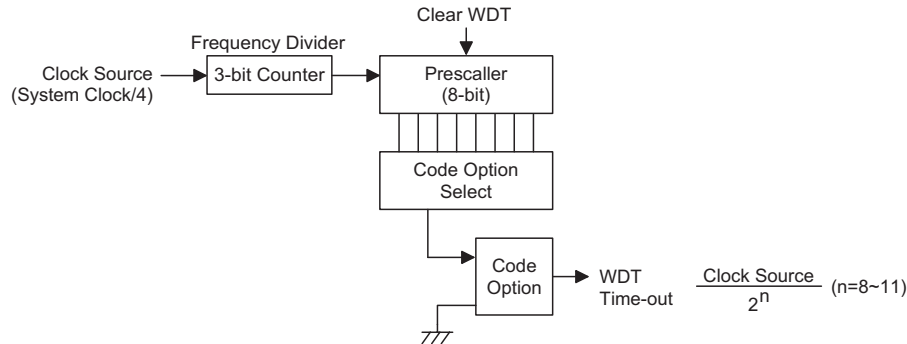 Clear WDT
Frequency Divider
Clock Source
(System Clock/4)
3-bit Counter
Prescaller
(8-bit)
Code Option
Select
Code
Option
WDT
Time-out
Clock Source
2^n
(n=8~11)